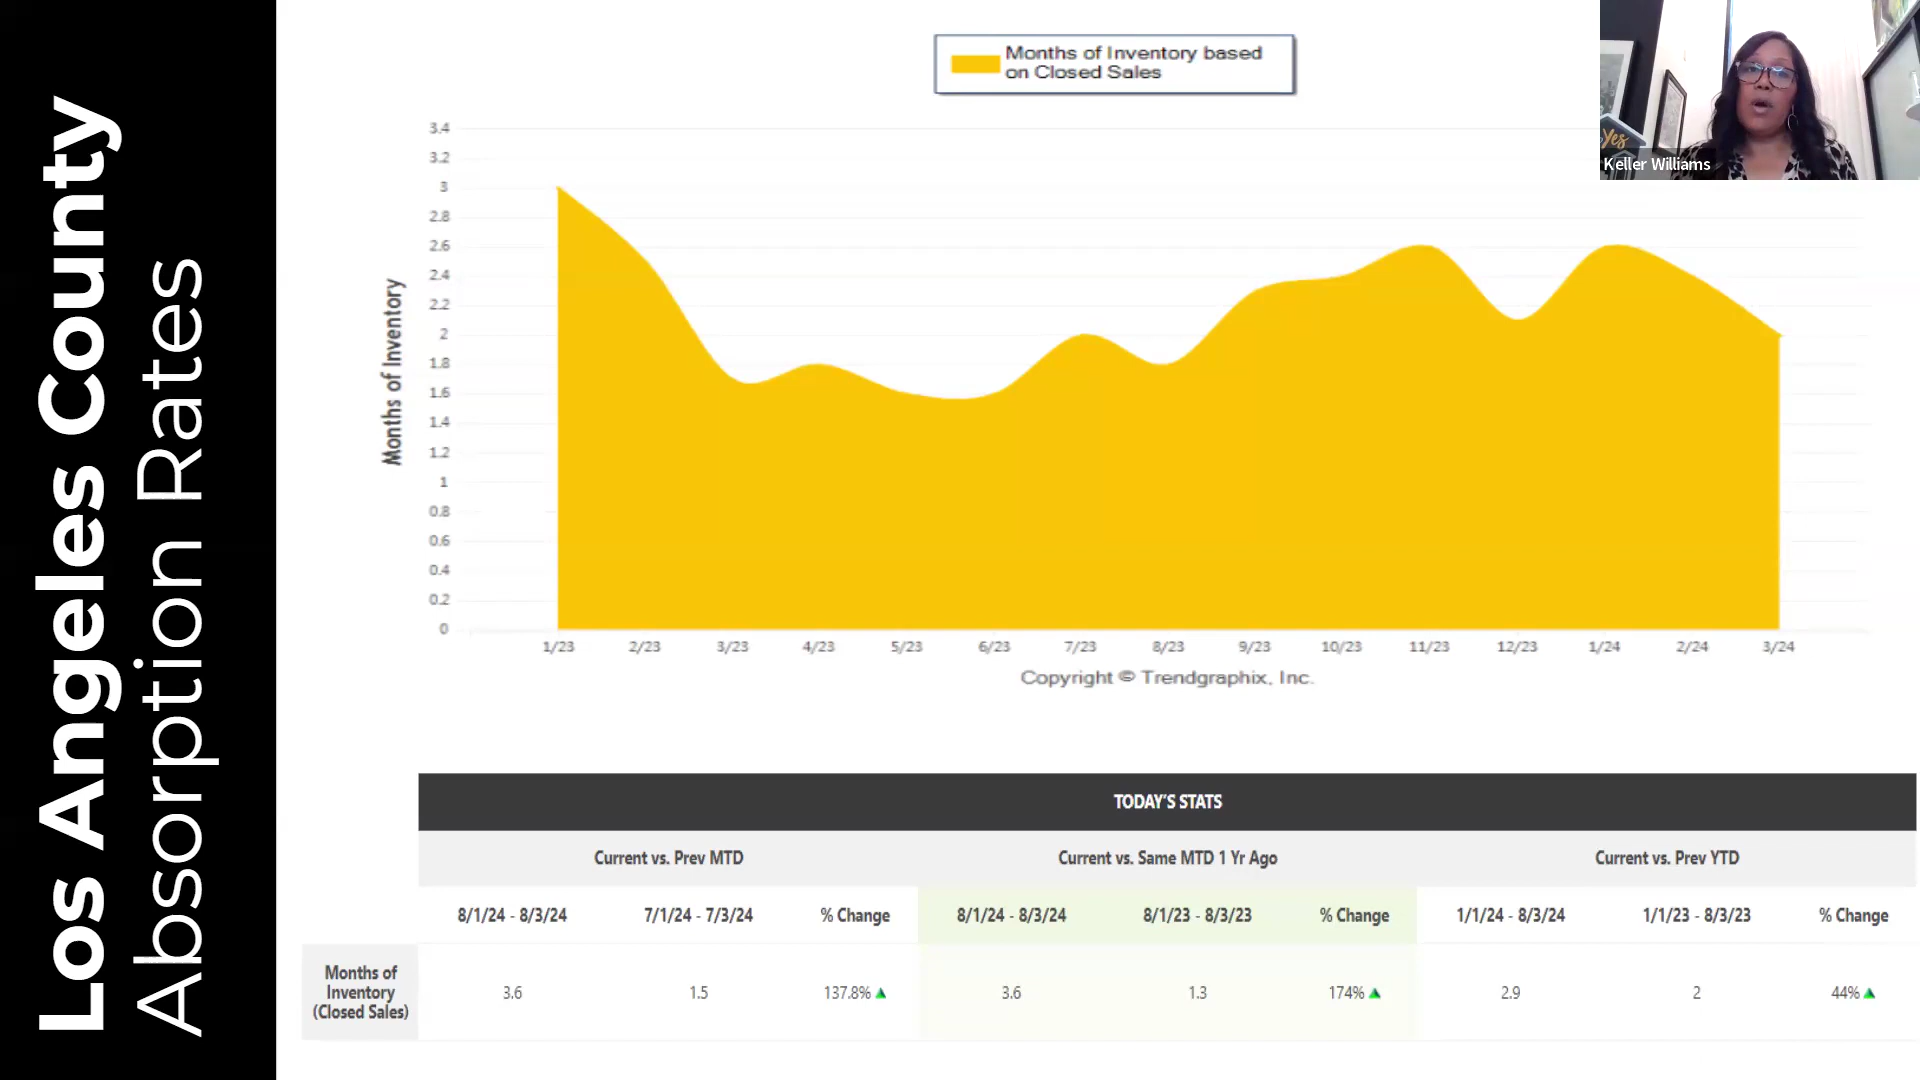 Los Angeles County
Absorption Rates
Months of Inventory based
on Closed Sales
Yes
Keller Williams
Months of Inventory
3.4
3.2
3
2.8
2.6
2.4
2.2
2
1.8
1.6
1.4
1.2
1
0.8
0.6
0.4
0.2
0
1/23 2/23 3/23 4/23 5/23 6/23 7/23 8/23 9/23 10/23 11/23 12/23 1/24 2/24 3/24
Copyright © Trendgraphix, Inc.
TODAY'S STATS
Current vs. Prev MTD Current vs. Same MTD 1 Yr Ago Current vs. Prev YTD
8/1/24 - 8/3/24 7/1/24 - 7/3/24 % Change 8/1/24 - 8/3/24 8/1/23 - 8/3/23 % Change 1/1/24 - 8/3/24 1/1/23 - 8/3/23 % Change
Months of
Inventory
(Closed Sales)
3.6 1.5 137.8% 3.6 1.3 174% 2.9 2 44%